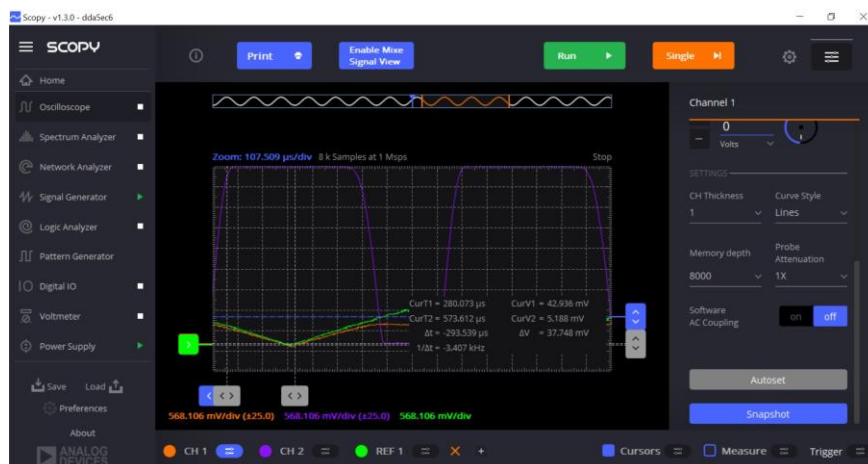 Scopy - v1.3.0 - dda5ec6
SCOPY
Print
Enable Mixe
Signal View
Run
Single
Home
Oscilloscope
Spectrum Analyzer
Network Analyzer
Signal Generator
Logic Analyzer
Pattern Generator
Digital IO
Voltmeter
Power Supply
Save Load
Preferences
About
ANALOG
DEVICES
Zoom: 107.509 µs/div 8 k Samples at 1 Msps Stop
CurT1 = 280.073 µs CurV1 = 42.936 mV
CurT2 = 573.612 µs CurV2 = 5.188 mV
Δt = -293.539 µs ΔV = 37.748 mV
1/Δt = -3.407 kHz
568.106 mV/div (±25.0) 568.106 mV/div (±25.0) 568.106 mV/div
Channel 1
0
Volts
SETTINGS
CH Thickness Curve Style
1 Lines
Memory depth Probe
Attenuation
8000 1X
Software
AC Coupling on off
Autoset
Snapshot
CH 1 CH 2 REF 1 Cursors Measure Trigger